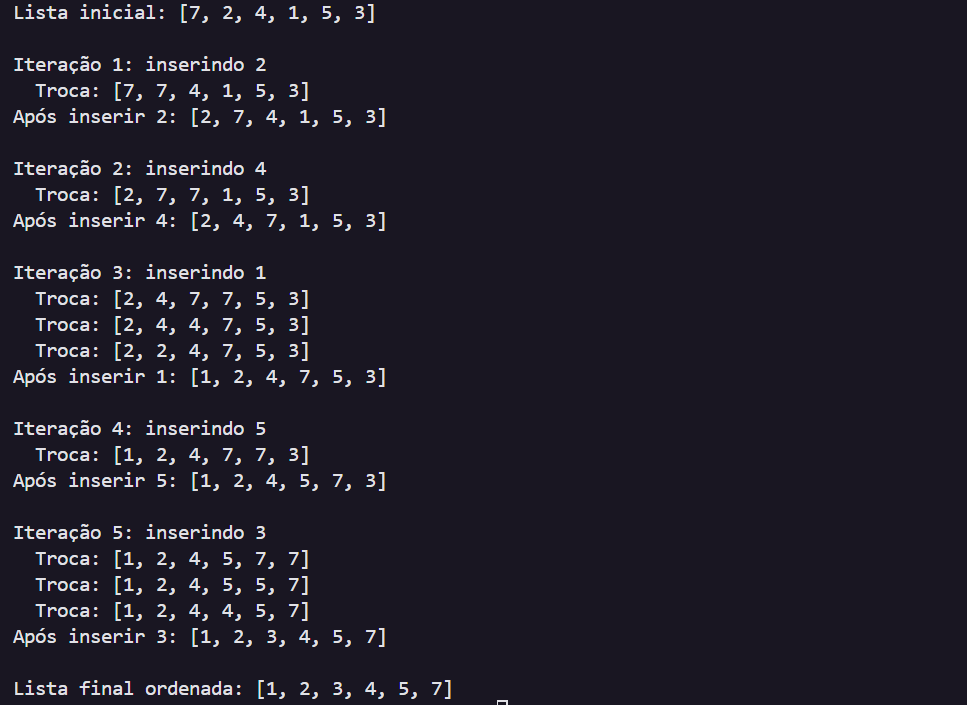 Lista inicial: [7, 2, 4, 1, 5, 3]
Iteração 1: inserindo 2
Troca: [7, 7, 4, 1, 5, 3]
Após inserir 2: [2, 7, 4, 1, 5, 3]
Iteração 2: inserindo 4
Troca: [2, 7, 7, 1, 5, 3]
Após inserir 4: [2, 4, 7, 1, 5, 3]
Iteração 3: inserindo 1
Troca: [2, 4, 7, 7, 5, 3]
Troca: [2, 4, 4, 7, 5, 3]
Troca: [2, 2, 4, 7, 5, 3]
Após inserir 1: [1, 2, 4, 7, 5, 3]
Iteração 4: inserindo 5
Troca: [1, 2, 4, 7, 7, 3]
Após inserir 5: [1, 2, 4, 5, 7, 3]
Iteração 5: inserindo 3
Troca: [1, 2, 4, 5, 7, 7]
Troca: [1, 2, 4, 5, 5, 7]
Troca: [1, 2, 4, 4, 5, 7]
Após inserir 3: [1, 2, 3, 4, 5, 7]
Lista final ordenada: [1, 2, 3, 4, 5, 7]